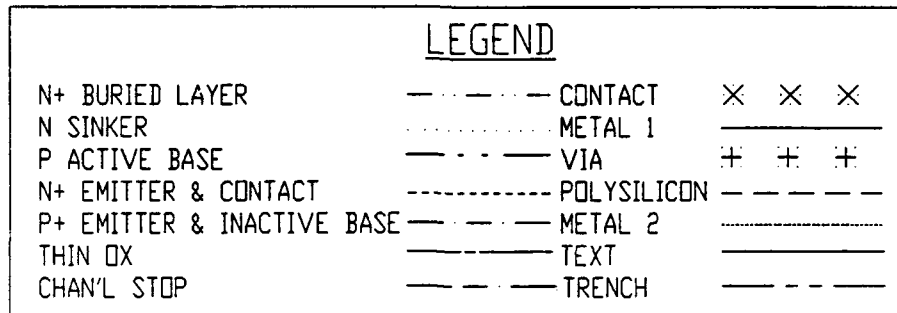 LEGEND
N+ BURIED LAYER CONTACT
N SINKER METAL 1
P ACTIVE BASE VIA
N+ EMITTER & CONTACT POLYSILICON
P+ EMITTER & INACTIVE BASE METAL 2
THIN OX TEXT
CHAN'L STOP TRENCH